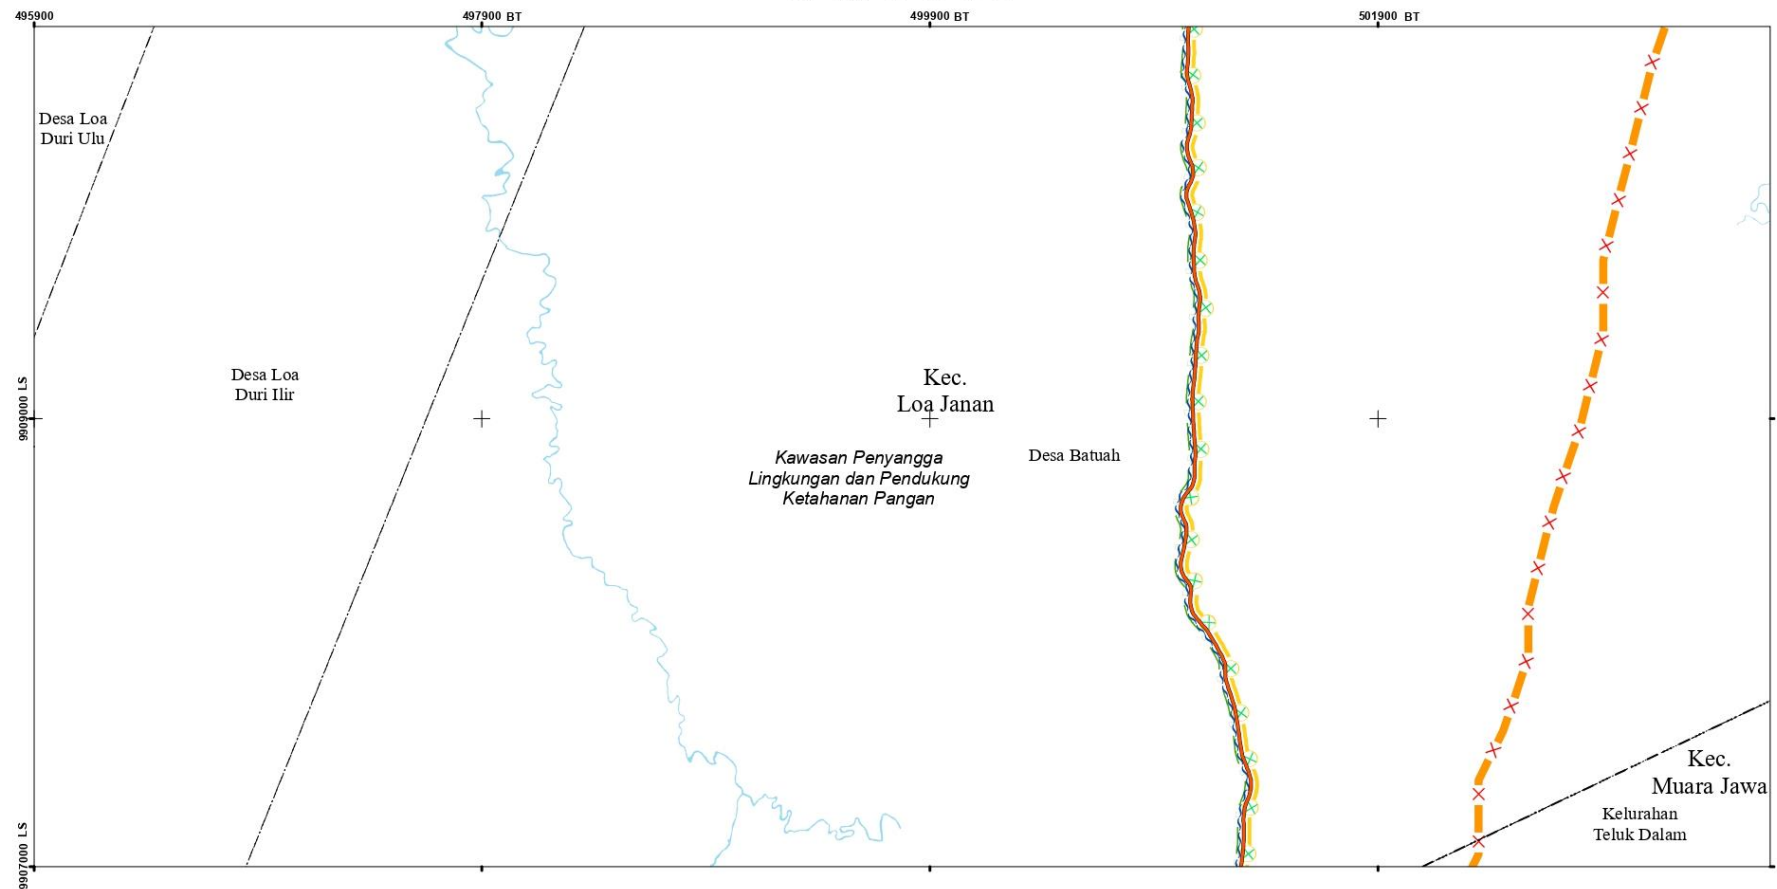 495900
497900 BT
499900 BT
501900 BT
Desa Loa
Duri Ulu
Desa Loa
Duri Ilir
9909000 LS
Kec.
Loa Janan
Kawasan Penyangga
Lingkungan dan Pendukung
Ketahanan Pangan
Desa Batuah
Kec.
Muara Jawa
Kelurahan
Teluk Dalam
9907000 LS